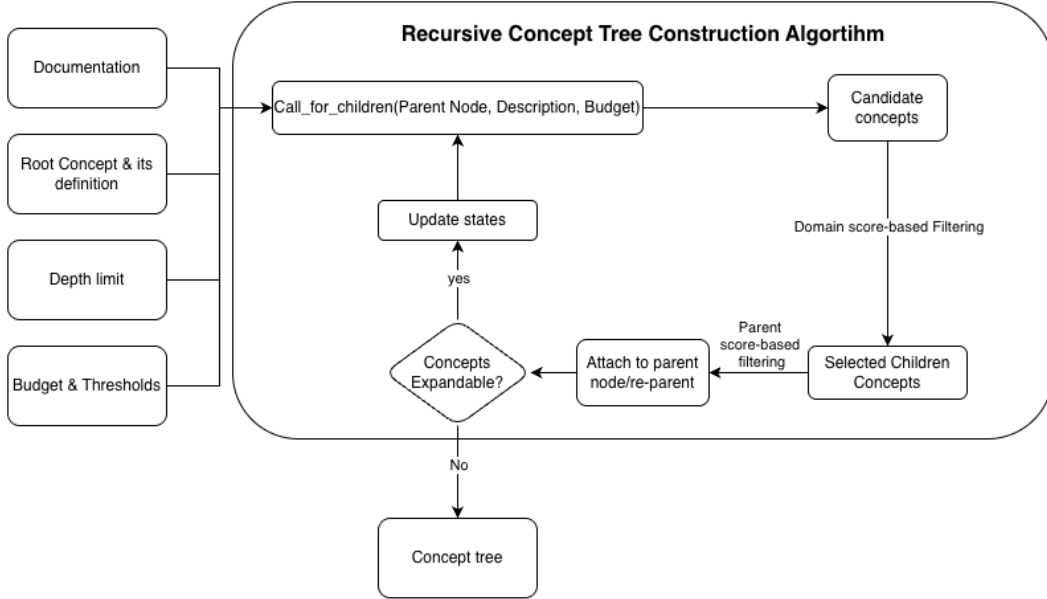 Recursive Concept Tree Construction Algortihm
Documentation
Root Concept & its
definition
Depth limit
Budget & Thresholds
Call_for_children(Parent Node, Description, Budget)
Candidate
concepts
Domain score-based Filtering
Selected Children
Concepts
Parent
score-based
filtering
Attach to parent
node/re-parent
Concepts
Expandable?
yes
Update states
No
Concept tree